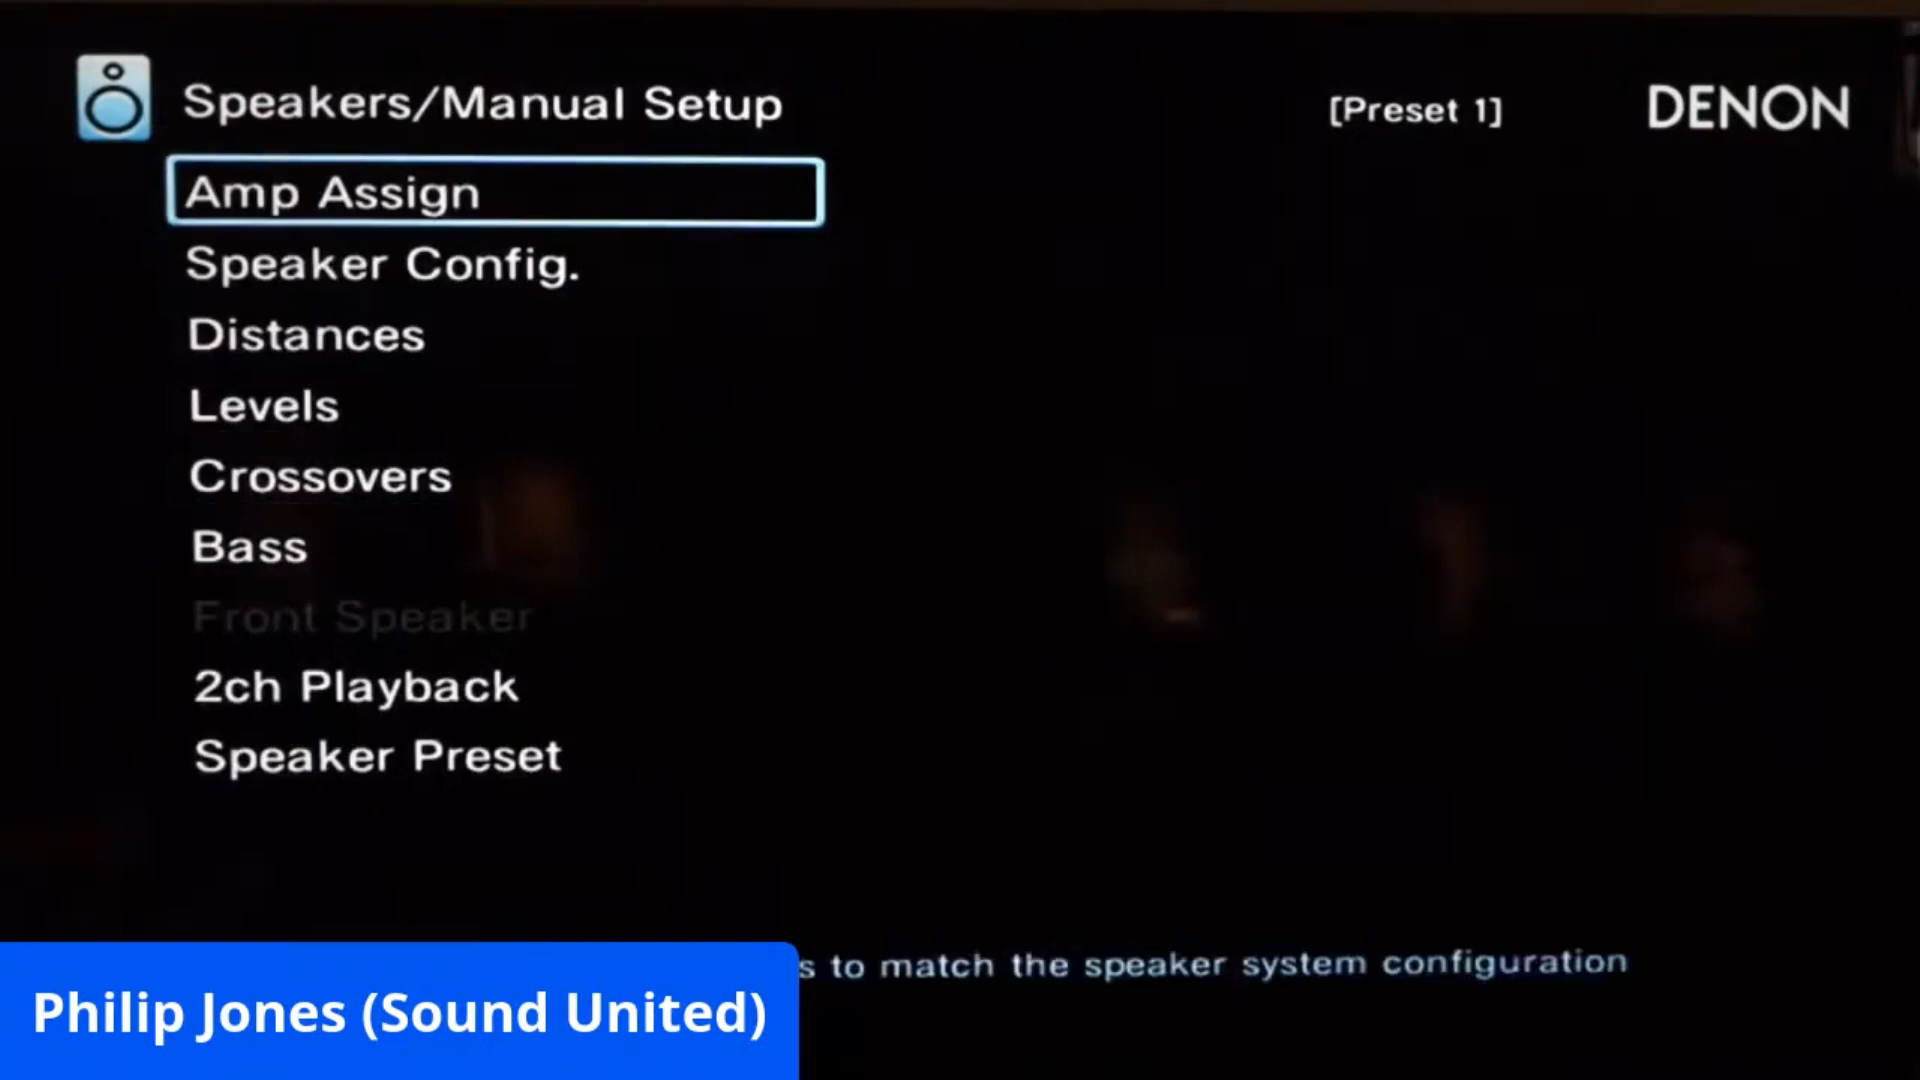 Speakers/Manual Setup
[Preset 1]
DENON
Amp Assign
Speaker Config.
Distances
Levels
Crossovers
Bass
Front Speaker
2ch Playback
Speaker Preset
s to match the speaker system configuration
Philip Jones (Sound United)